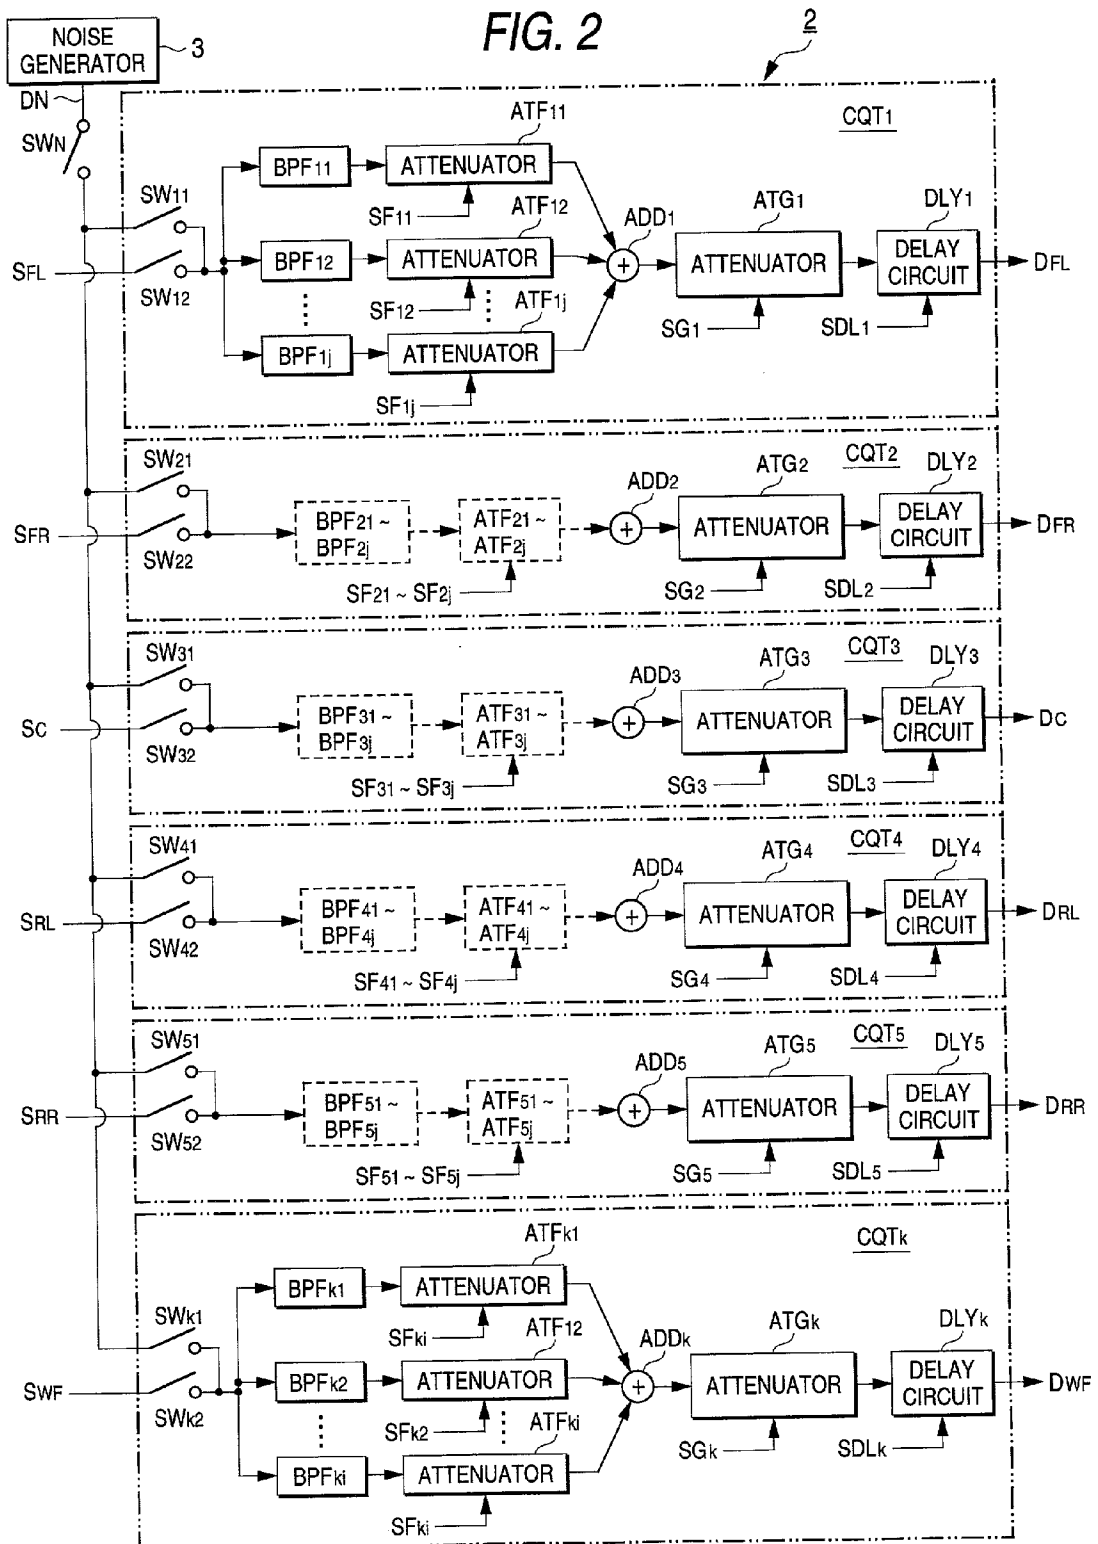 FIG. 2
2
NOISE
GENERATOR
3
DN
SWN
CQT1
ATF11
BPF11
ATTENUATOR
SW11
SF11
ATF12
ADD1
ATG1
DLY1
SFL
SW12
BPF12
ATTENUATOR
ATTENUATOR
DELAY
CIRCUIT
DFL
SF12
ATF1j
SG1
SDL1
BPF1j
ATTENUATOR
SF1j
CQT2
SW21
ADD2
ATG2
DLY2
SFR
SW22
BPF21 ~
BPF2j
ATF21 ~
ATF2j
ATTENUATOR
DELAY
CIRCUIT
DFR
SF21 ~ SF2j
SG2
SDL2
CQT3
SW31
ADD3
ATG3
DLY3
SC
SW32
BPF31 ~
BPF3j
ATF31 ~
ATF3j
ATTENUATOR
DELAY
CIRCUIT
DC
SF31 ~ SF3j
SG3
SDL3
CQT4
SW41
ADD4
ATG4
DLY4
SRL
SW42
BPF41 ~
BPF4j
ATF41 ~
ATF4j
ATTENUATOR
DELAY
CIRCUIT
DRL
SF41 ~ SF4j
SG4
SDL4
CQT5
SW51
ADD5
ATG5
DLY5
SRR
SW52
BPF51 ~
BPF5j
ATF51 ~
ATF5j
ATTENUATOR
DELAY
CIRCUIT
DRR
SF51 ~ SF5j
SG5
SDL5
CQTk
ATFk1
BPFk1
ATTENUATOR
SWk1
SFki
ATF12
ADDk
ATGk
DLYk
SWF
SWk2
BPFk2
ATTENUATOR
ATTENUATOR
DELAY
CIRCUIT
DWF
SFk2
ATFki
SGk
SDLk
BPFki
ATTENUATOR
SFki